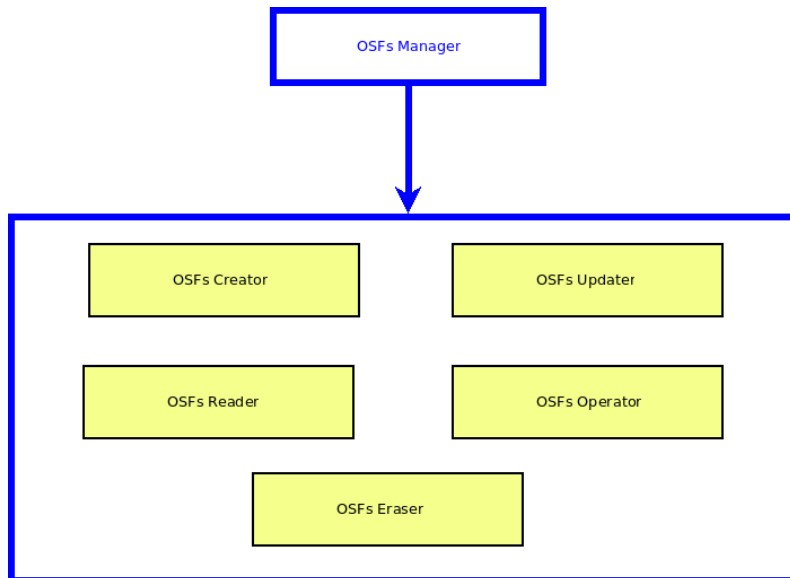 OSFs Manager
OSFs Creator
OSFs Updater
OSFs Reader
OSFs Operator
OSFs Eraser